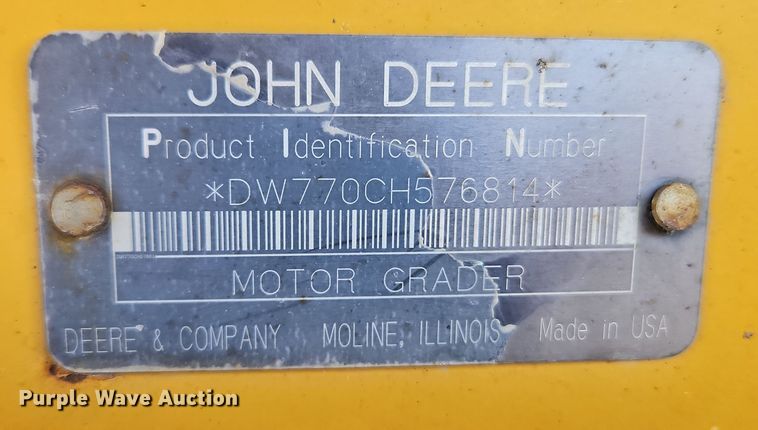 JOHN DEERE
Product Identification Number
*DW770CH576814*
MOTOR GRADER
DEERE & COMPANY MOLINE, ILLINOIS Made in USA
Purple Wave Auction